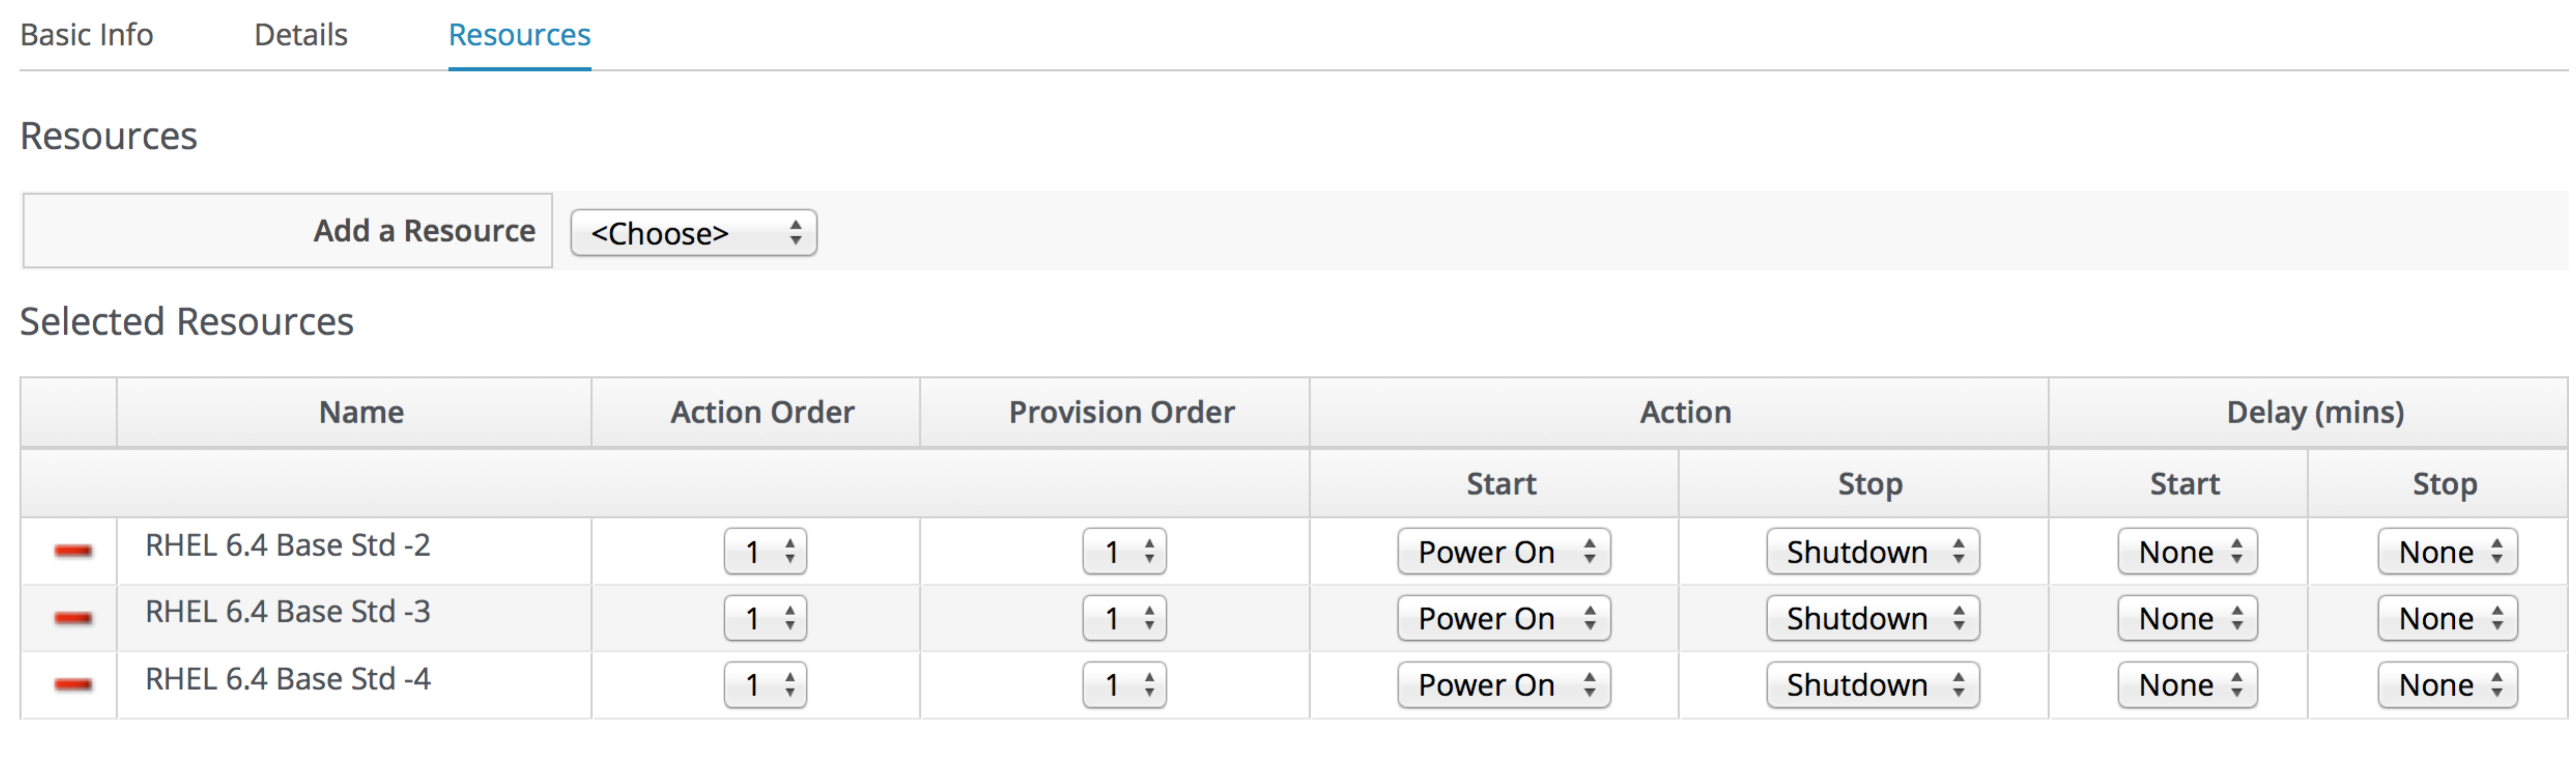 Basic Info Details Resources
Resources
Add a Resource <Choose>
Selected Resources
Name Action Order Provision Order Action Delay (mins)
Start Stop Start Stop
RHEL 6.4 Base Std -2 1 1 Power On Shutdown None None
RHEL 6.4 Base Std -3 1 1 Power On Shutdown None None
RHEL 6.4 Base Std -4 1 1 Power On Shutdown None None